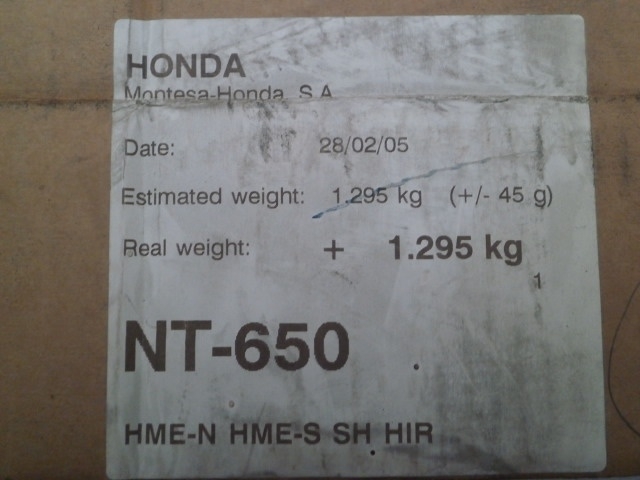 HONDA
Montesa-Honda S.A.
Date: 28/02/05
Estimated weight: 1.295 kg (+/- 45 g)
Real weight: + 1.295 kg
1
NT-650
HME-N HME-S SH HIR